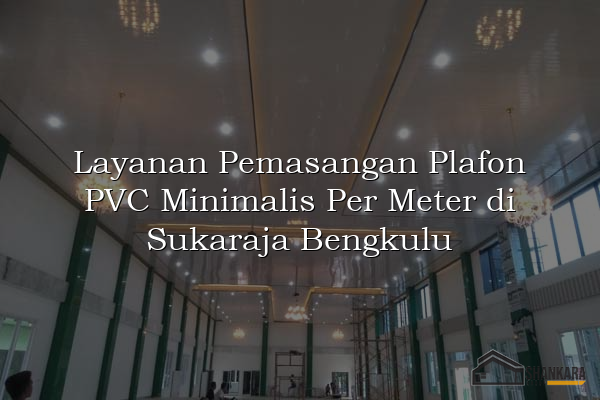 Layanan Pemasangan Plafon
PVC Minimalis Per Meter di
Sukaraja Bengkulu